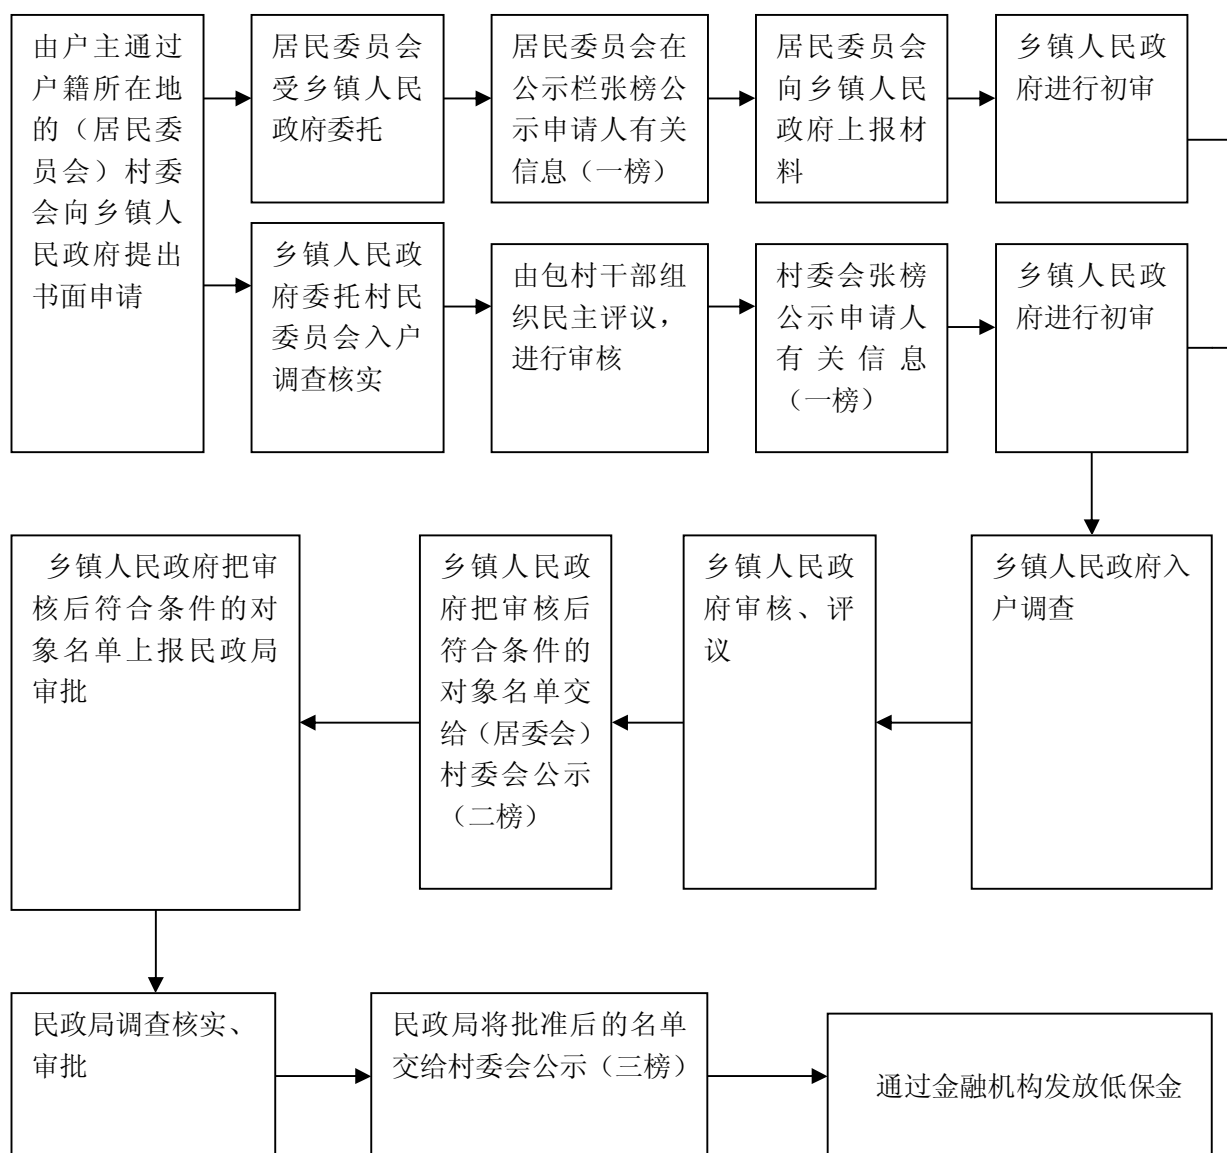 由户主通过
户籍所在地
的（居民委
员会）村委
会向乡镇人
民政府提出
书面申请
居民委员会
受乡镇人民
政府委托
居民委员会在
公示栏张榜公
示申请人有关
信息（一榜）
居民委员会
向乡镇人民
政府上报材
料
乡镇人民政
府进行初审
乡镇人民政
府委托村民
委员会入户
调查核实
由包村干部组
织民主评议，
进行审核
村委会张榜
公示申请人
有关信息
（一榜）
乡镇人民政
府进行初审
乡镇人民政府入
户调查
乡镇人民政
府审核、评
议
乡镇人民政
府把审核后
符合条件的
对象名单交
给（居委会）
村委会公示
（二榜）
乡镇人民政府把审
核后符合条件的对
象名单上报民政局
审批
民政局调查核实、
审批
民政局将批准后的名单
交给村委会公示（三榜）
通过金融机构发放低保金